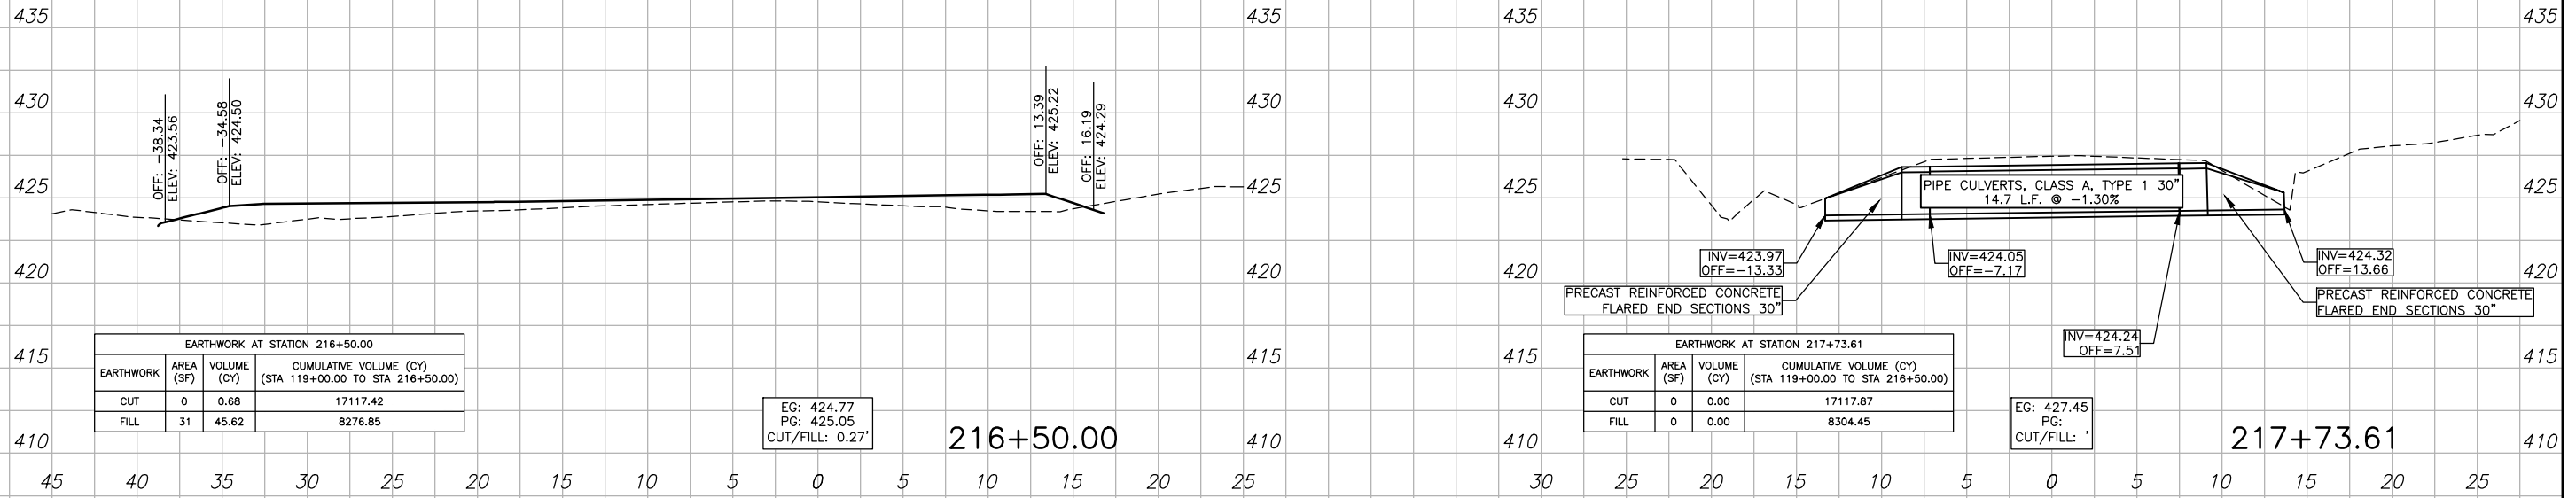 435 435 435 435
430 430 430 430
OFF: -38.34
ELEV: 423.56
OFF: -34.58
ELEV: 424.50
OFF: 13.39
ELEV: 425.22
OFF: 16.19
ELEV: 424.29
425 425 425 425
420 420 420 420
415 415 415 415
410 410 410 410
EARTHWORK AT STATION 216+50.00
EARTHWORK AREA (SF) VOLUME (CY) CUMULATIVE VOLUME (CY) (STA 119+00.00 TO STA 216+50.00)
CUT 0 0.68 17117.42
FILL 31 45.62 8276.85
EG: 424.77
PG: 425.05
CUT/FILL: 0.27'
216+50.00
45 40 35 30 25 20 15 10 5 0 5 10 15 20 25
PIPE CULVERTS, CLASS A, TYPE 1 30"
14.7 L.F. @ -1.30%
INV=423.97
OFF=-13.33
INV=424.05
OFF=-7.17
INV=424.32
OFF=13.66
PRECAST REINFORCED CONCRETE
FLARED END SECTIONS 30"
PRECAST REINFORCED CONCRETE
FLARED END SECTIONS 30"
INV=424.24
OFF=7.51
EARTHWORK AT STATION 217+73.61
EARTHWORK AREA (SF) VOLUME (CY) CUMULATIVE VOLUME (CY) (STA 119+00.00 TO STA 216+50.00)
CUT 0 0.00 17117.87
FILL 0 0.00 8304.45
EG: 427.45
PG:
CUT/FILL: '
217+73.61
30 25 20 15 10 5 0 5 10 15 20 25